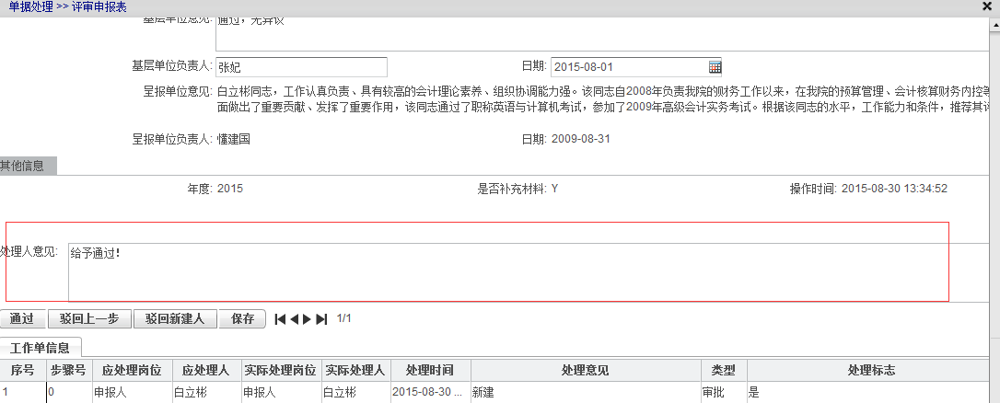 单据处理 >> 评审申报表
基层单位意见: 通过，无异议
基层单位负责人: 张妃 日期: 2015-08-01
呈报单位意见: 白立彬同志，工作认真负责、具有较高的会计理论素养、组织协调能力强。该同志自2008年负责我院的财务工作以来，在我院的预算管理、会计核算财务内控等
面做出了重要贡献、发挥了重要作用，该同志通过了职称英语与计算机考试，参加了2009年高级会计实务考试。根据该同志的水平，工作能力和条件，推荐其
呈报单位负责人: 懂建国 日期: 2009-08-31
其他信息
年度: 2015 是否补充材料: Y 操作时间: 2015-08-30 13:34:52
处理人意见: 给予通过!
通过 驳回上一步 驳回新建人 保存 1/1
工作单信息
序号 步骤号 应处理岗位 应处理人 实际处理岗位 实际处理人 处理时间 处理意见 类型 处理标志
1 0 申报人 白立彬 申报人 白立彬 2015-08-30 ... 新建 审批 是